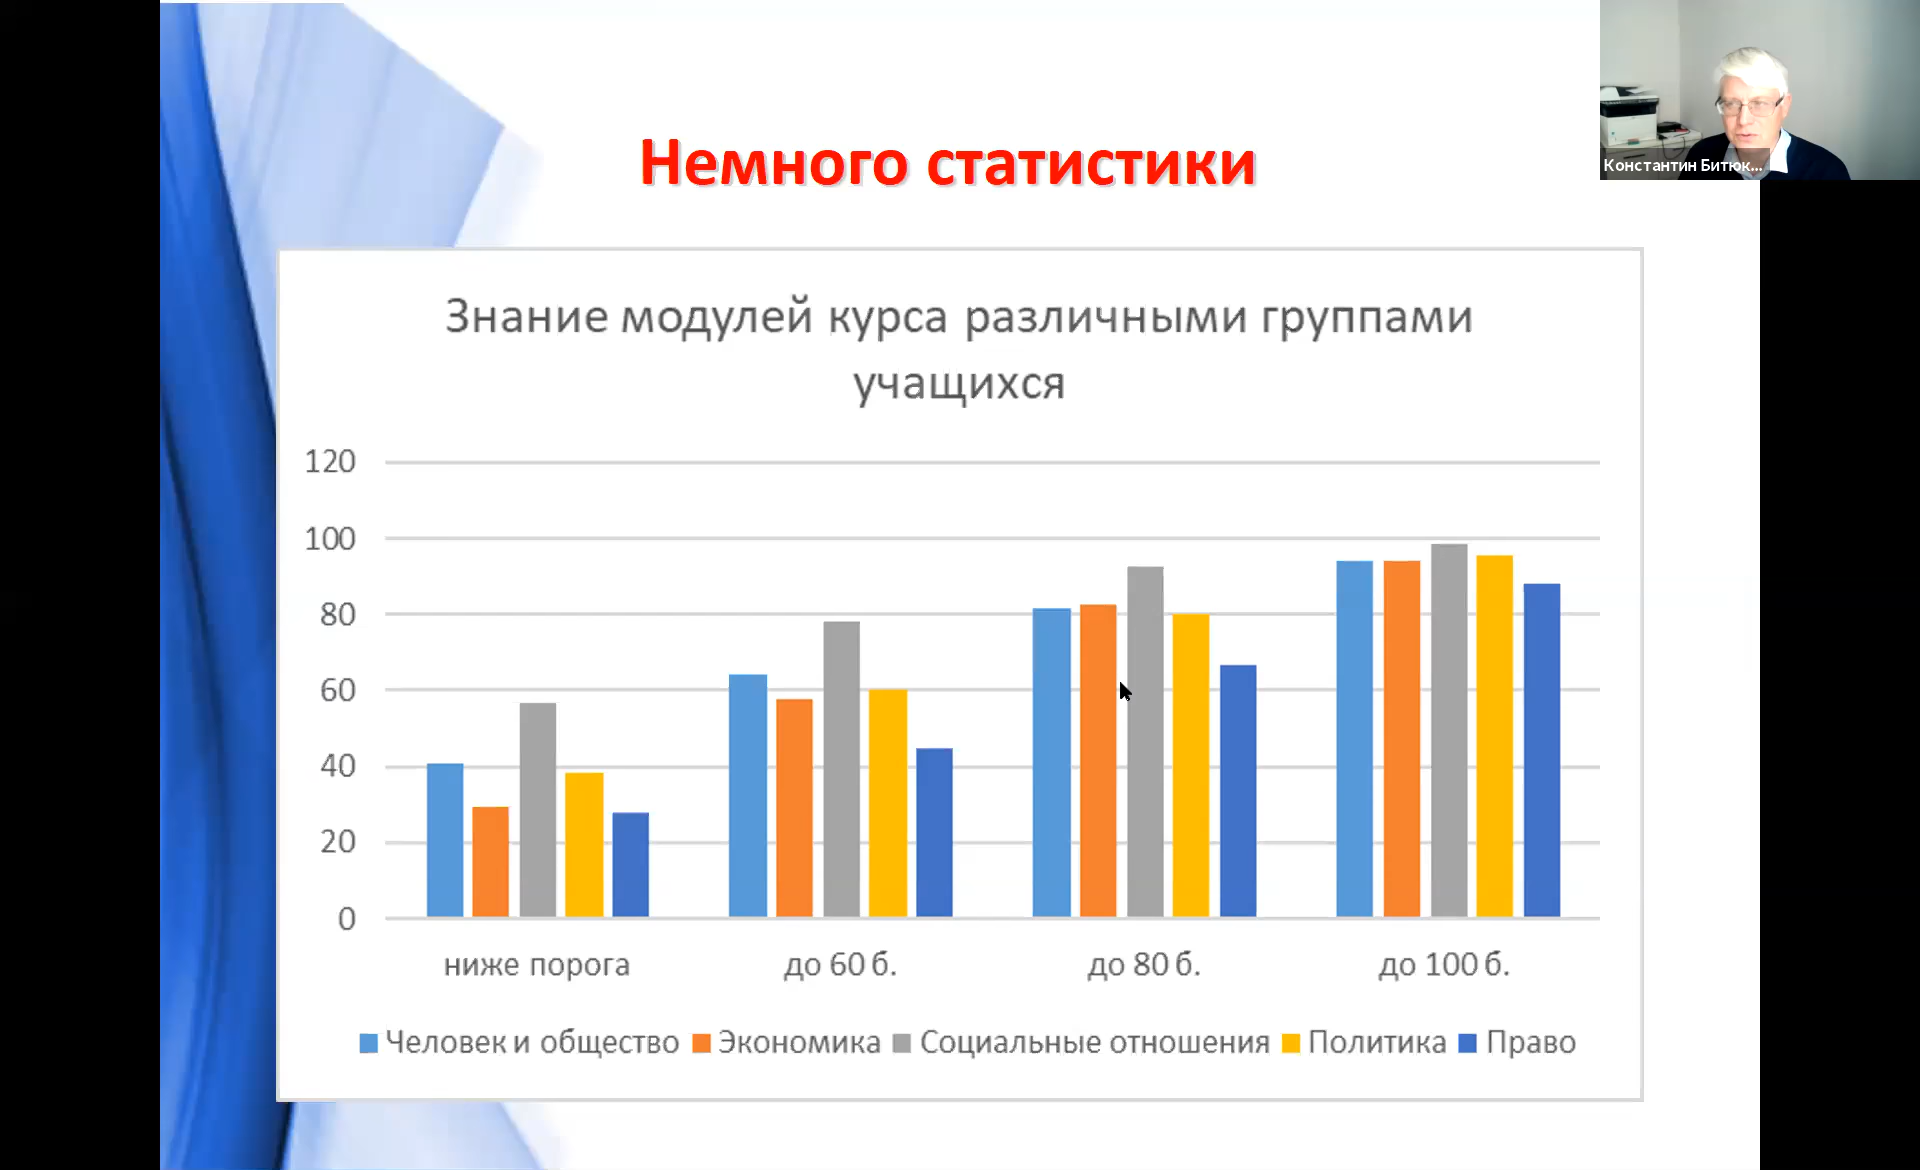 Немного статистики
Константин Битюк...
Знание модулей курса различными группами
учащихся
120
100
80
60
40
20
0
ниже порога до 60 б. до 80 б. до 100 б.
Человек и общество Экономика Социальные отношения Политика Право